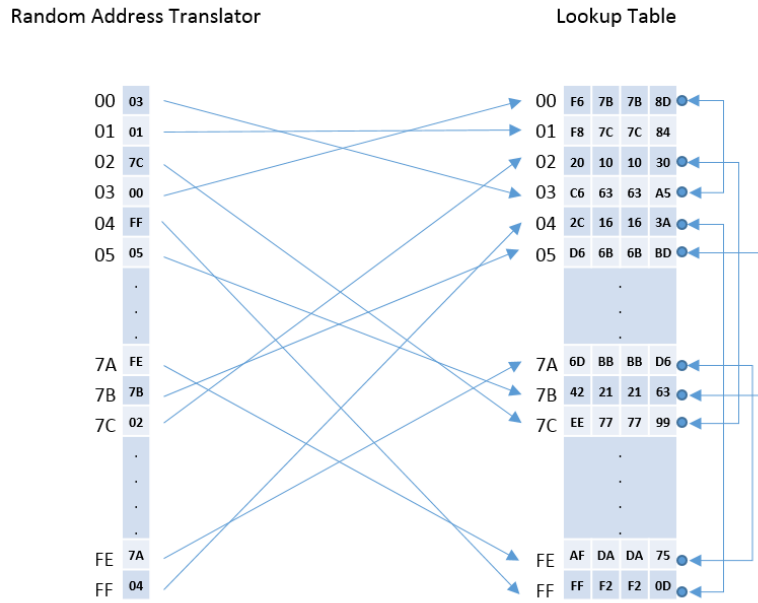 Random Address Translator Lookup Table
00 03 00 F6 7B 7B 8D
01 01 01 F8 7C 7C 84
02 7C 02 20 10 10 30
03 00 03 C6 63 63 A5
04 FF 04 2C 16 16 3A
05 05 05 D6 6B 6B BD
. .
. .
. .
7A FE 7A 6D BB BB D6
7B 7B 7B 42 21 21 63
7C 02 7C EE 77 77 99
. .
. .
. .
. .
FE 7A FE AF DA DA 75
FF 04 FF FF F2 F2 0D